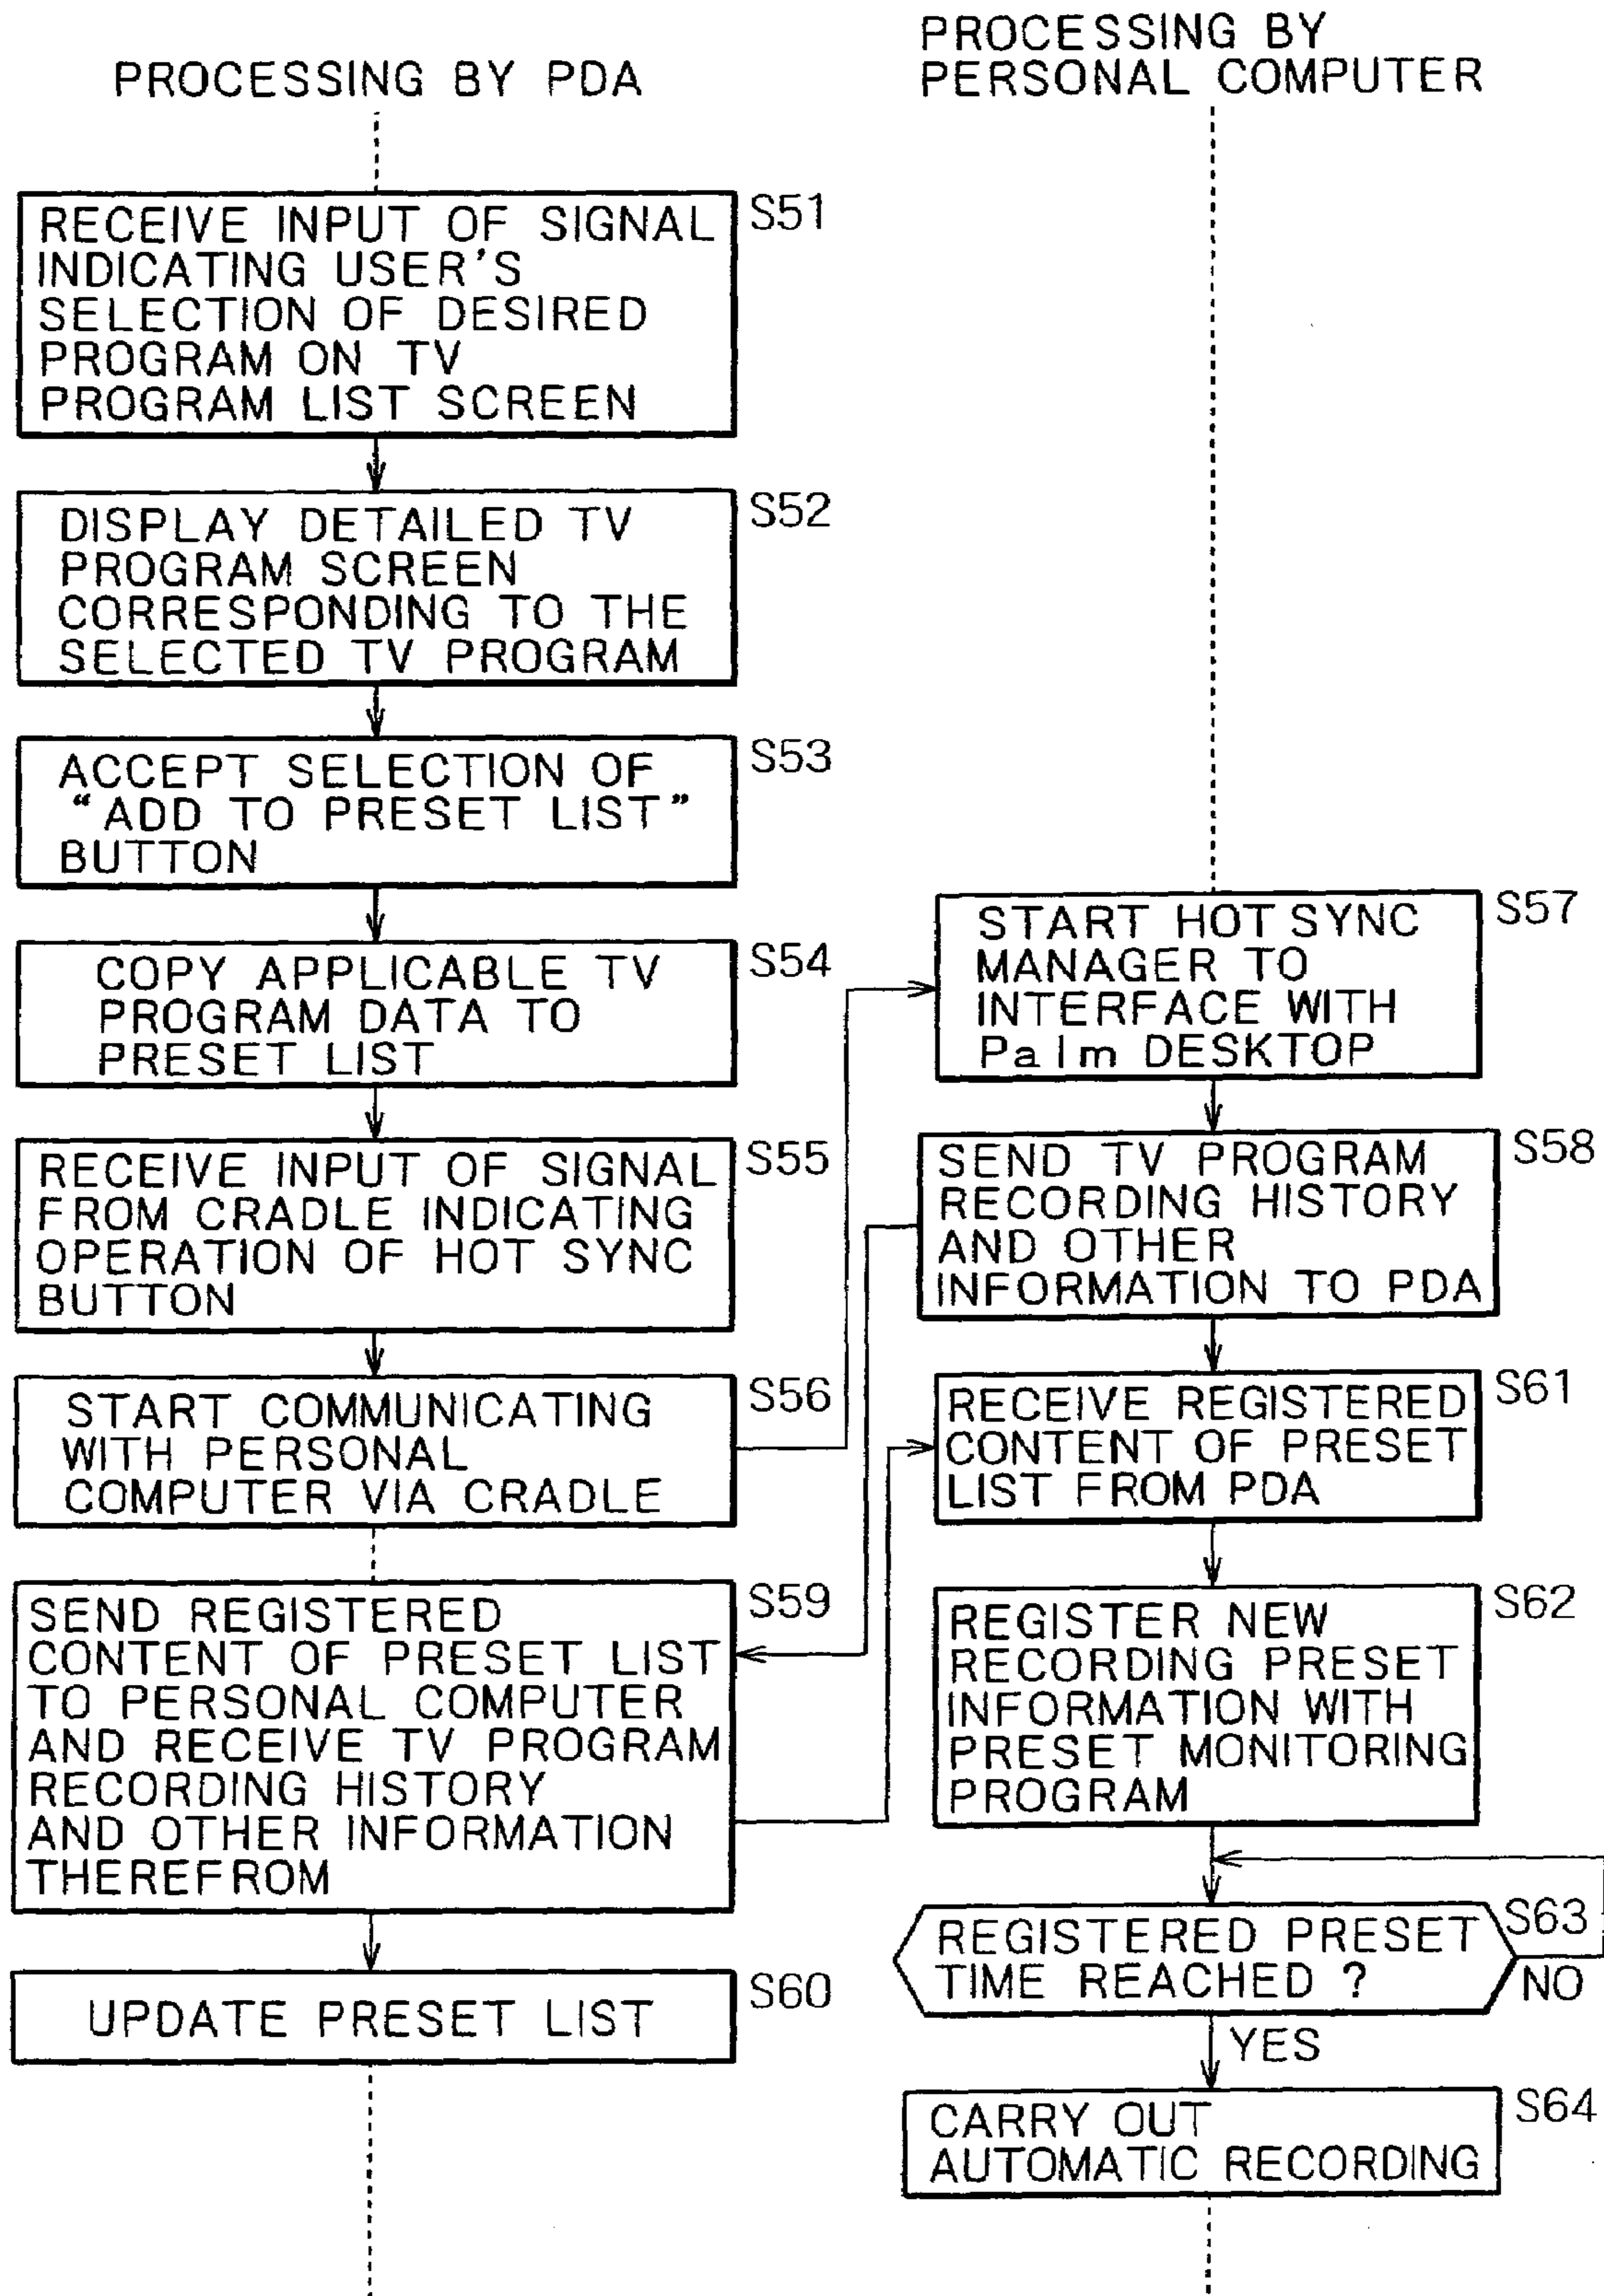 PROCESSING BY PDA
S51
RECEIVE INPUT OF SIGNAL
INDICATING USER'S
SELECTION OF DESIRED
PROGRAM ON TV
PROGRAM LIST SCREEN
S52
DISPLAY DETAILED TV
PROGRAM SCREEN
CORRESPONDING TO THE
SELECTED TV PROGRAM
S53
ACCEPT SELECTION OF
“ADD TO PRESET LIST”
BUTTON
S54
COPY APPLICABLE TV
PROGRAM DATA TO
PRESET LIST
S55
RECEIVE INPUT OF SIGNAL
FROM CRADLE INDICATING
OPERATION OF HOT SYNC
BUTTON
S56
START COMMUNICATING
WITH PERSONAL
COMPUTER VIA CRADLE
S59
SEND REGISTERED
CONTENT OF PRESET LIST
TO PERSONAL COMPUTER
AND RECEIVE TV PROGRAM
RECORDING HISTORY
AND OTHER INFORMATION
THEREFROM
S60
UPDATE PRESET LIST
PROCESSING BY
PERSONAL COMPUTER
S57
START HOT SYNC
MANAGER TO
INTERFACE WITH
Palm DESKTOP
S58
SEND TV PROGRAM
RECORDING HISTORY
AND OTHER
INFORMATION TO PDA
S61
RECEIVE REGISTERED
CONTENT OF PRESET
LIST FROM PDA
S62
REGISTER NEW
RECORDING PRESET
INFORMATION WITH
PRESET MONITORING
PROGRAM
S63
REGISTERED PRESET
TIME REACHED ?
NO
YES
S64
CARRY OUT
AUTOMATIC RECORDING